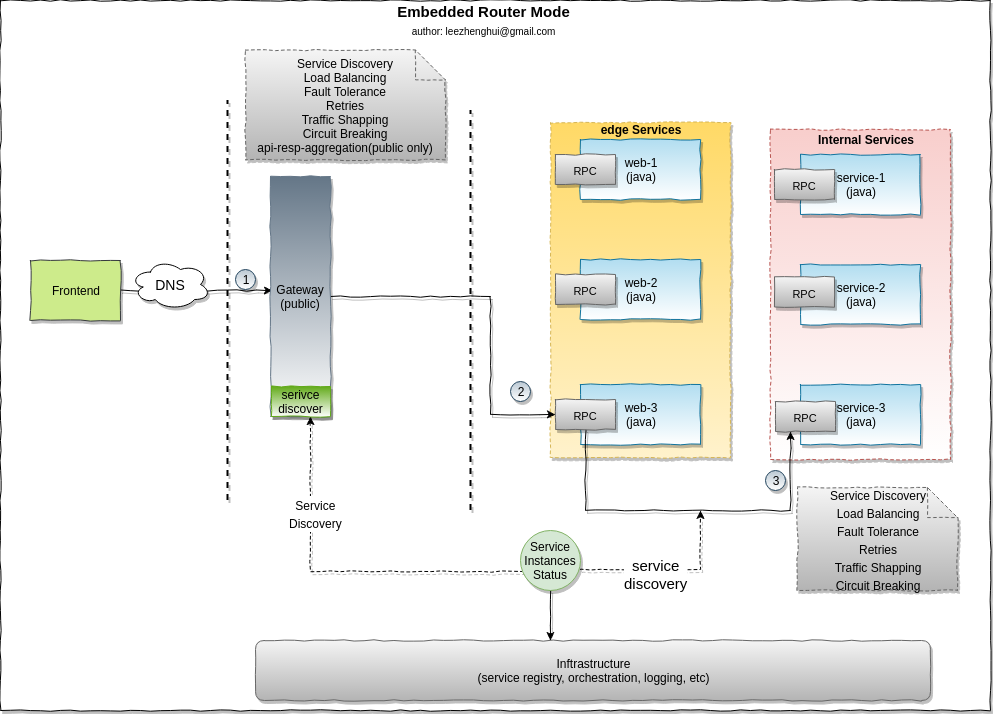 Embedded Router Mode
author: leezhenghui@gmail.com
Service Discovery
Load Balancing
Fault Tolerance
Retries
Traffic Shapping
Circuit Breaking
api-resp-aggregation(public only)
Frontend
DNS
1
Gateway
(public)
serivce
discover
2
edge Services
RPC
web-1
(java)
RPC
web-2
(java)
RPC
web-3
(java)
Internal Services
RPC
service-1
(java)
RPC
service-2
(java)
RPC
service-3
(java)
3
Service Discovery
Load Balancing
Fault Tolerance
Retries
Traffic Shapping
Circuit Breaking
Service
Discovery
Service
Instances
Status
service
discovery
Inftrastructure
(service registry, orchestration, logging, etc)